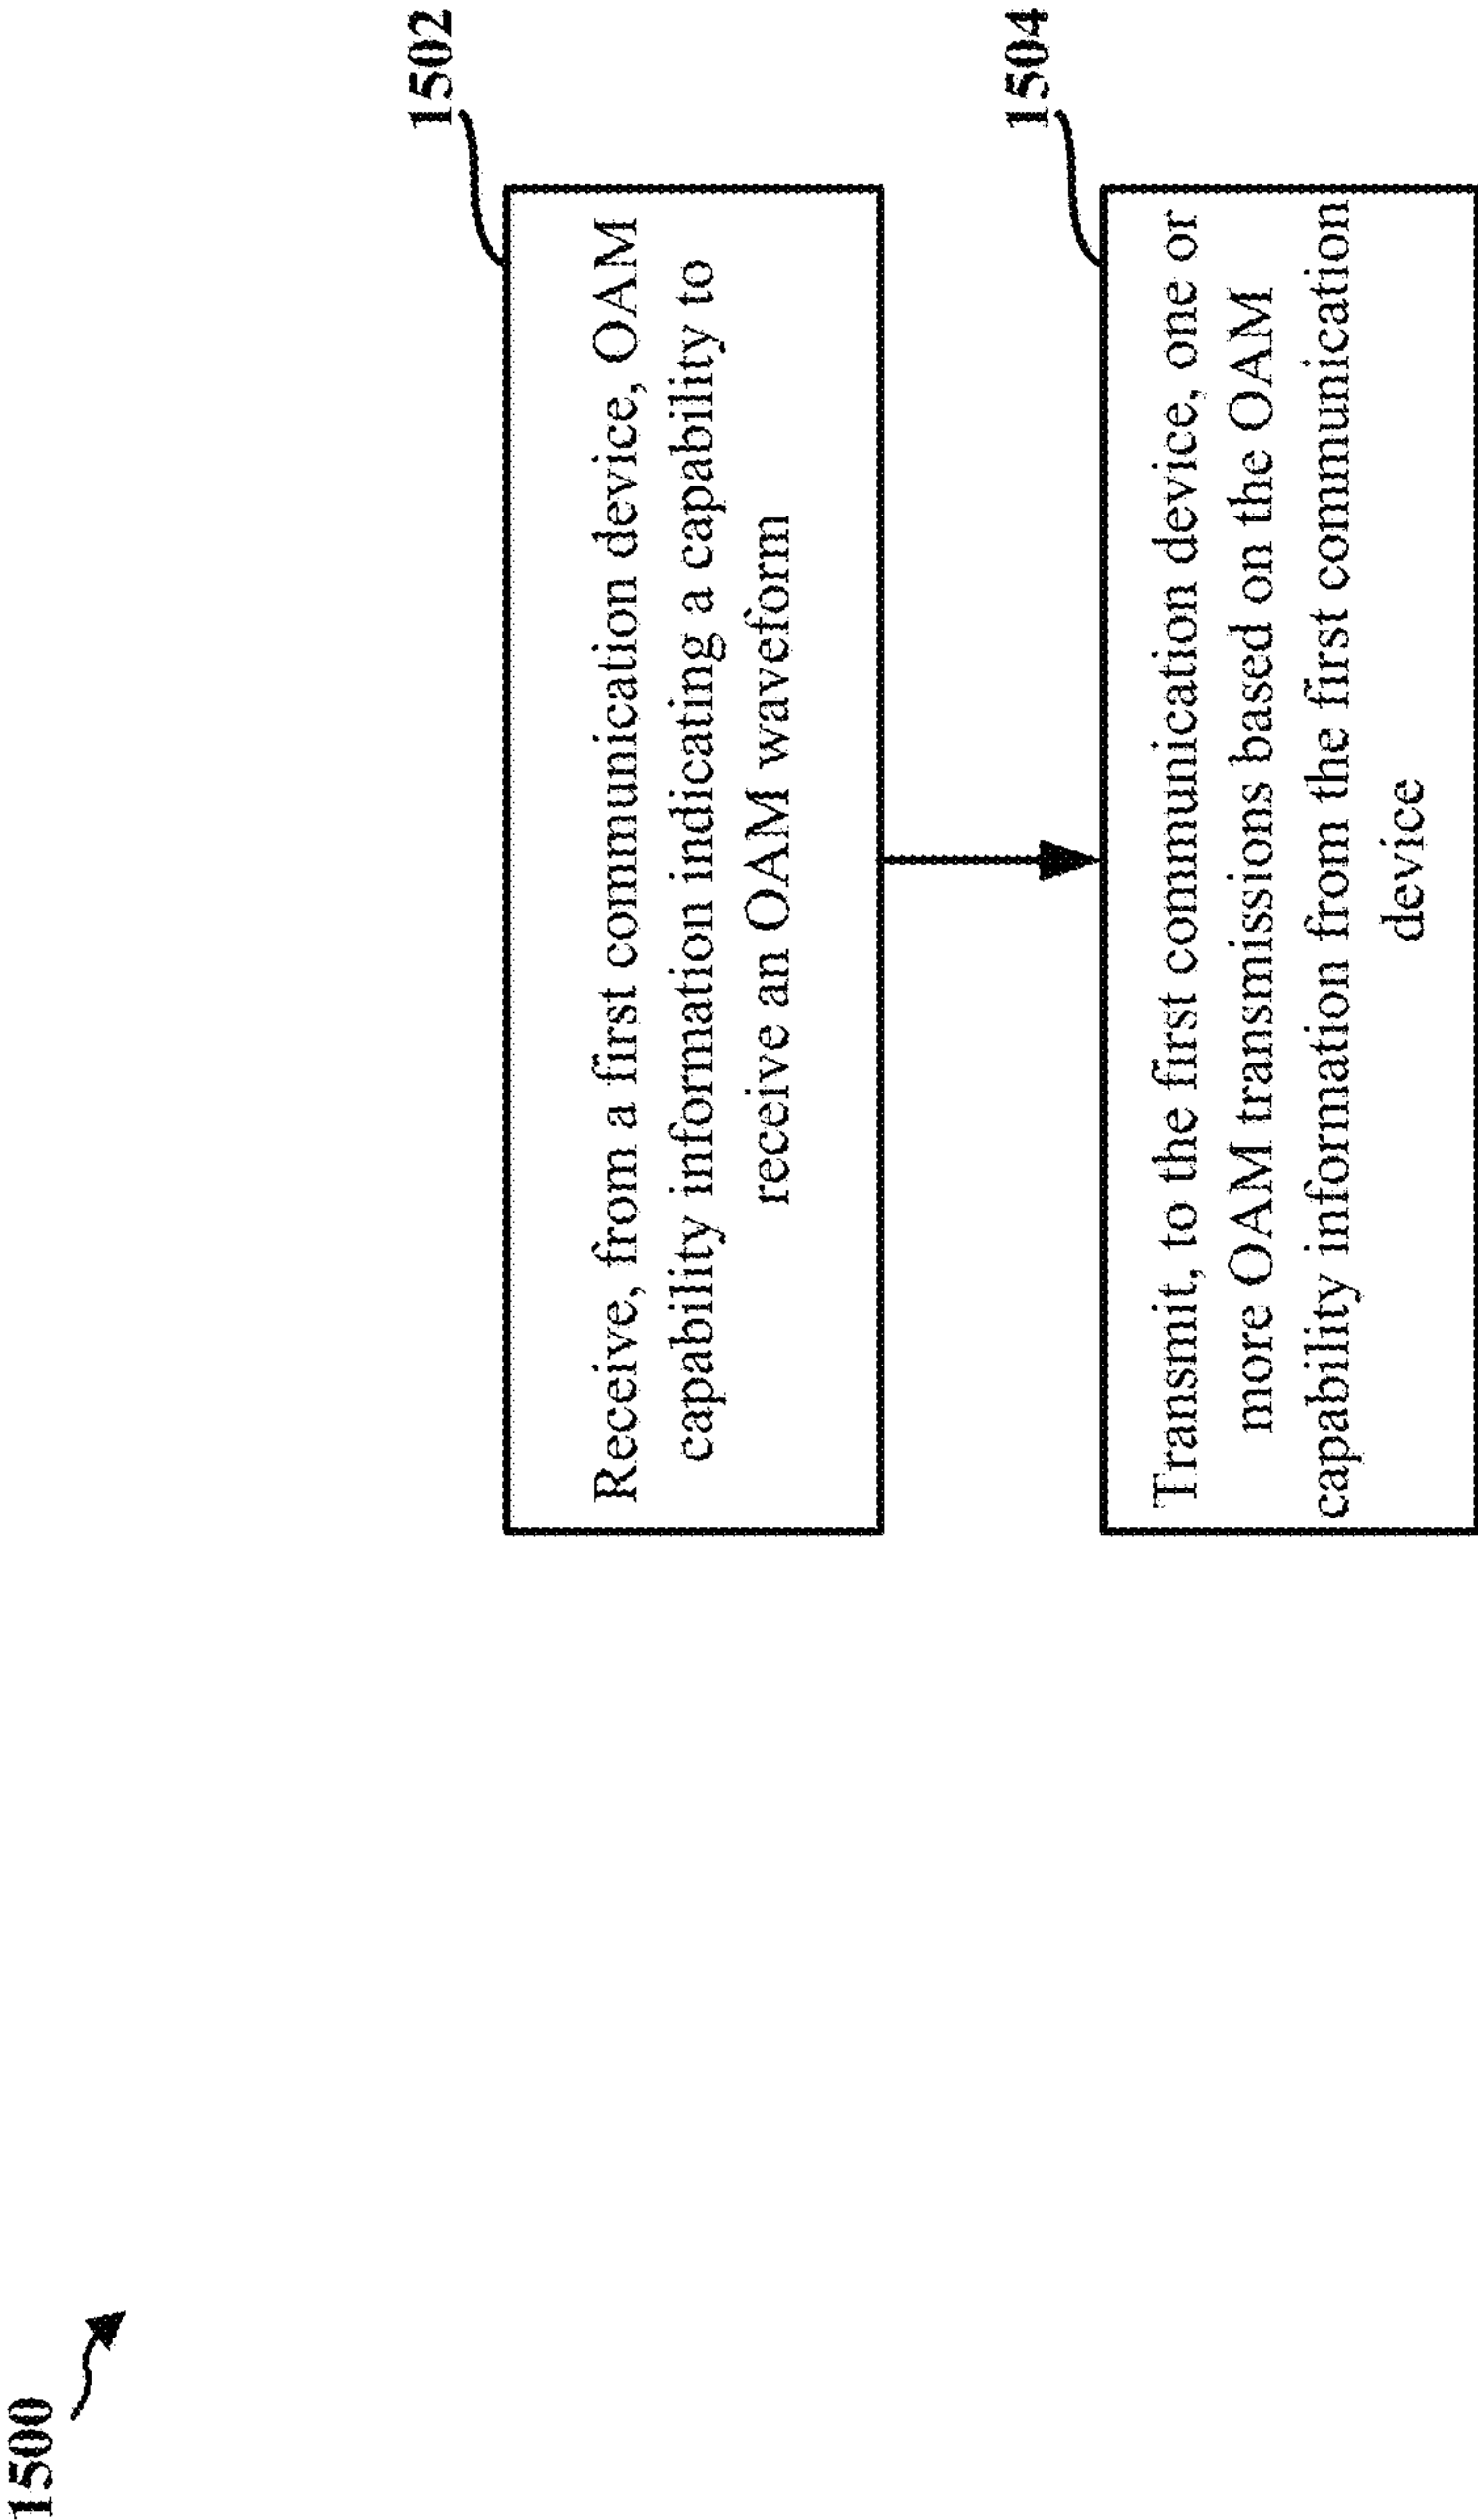 1500
1502
Receive, from a first communication device, OAM
capability information indicating a capability to
receive an OAM waveform
1504
Transmit, to the first communication device, one or
more OAM transmissions based on the OAM
capability information from the first communication
device